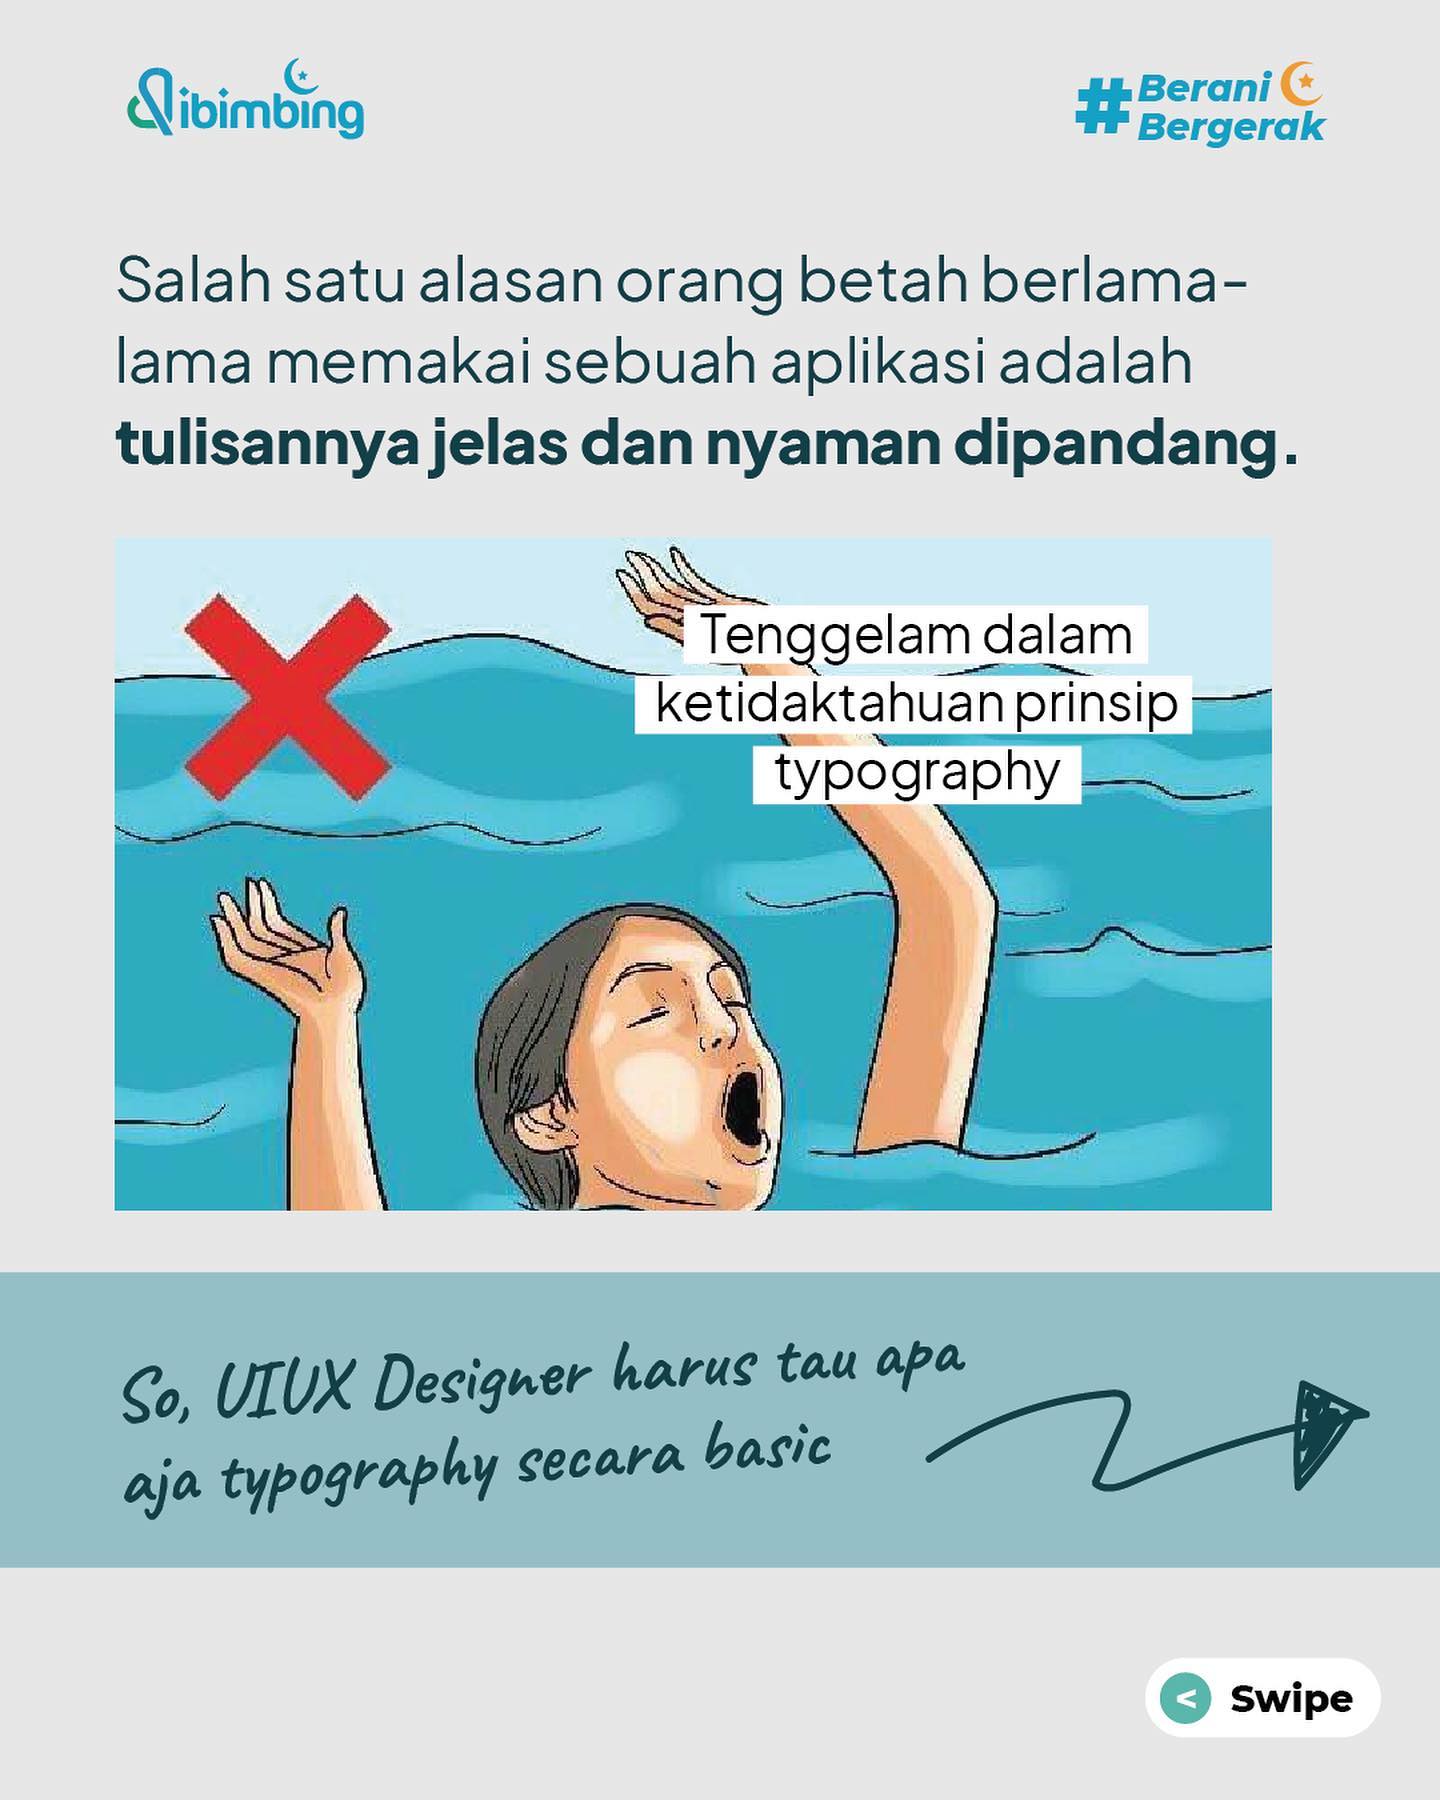 dibimbing
#Berani
Bergerak
Salah satu alasan orang betah berlama-
lama memakai sebuah aplikasi adalah
tulisannya jelas dan nyaman dipandang.
Tenggelam dalam
ketidaktahuan prinsip
typography
So, UIUX Designer harus tau apa
aja typography secara basic
< Swipe